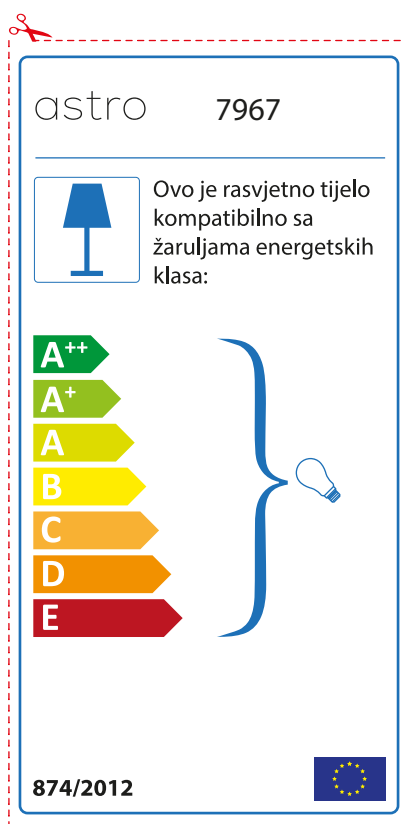 astro 7967
Ovo je rasvjetno tijelo
kompatibilno sa
žaruljama energetskih
klasa:
A++
A+
A
B
C
D
E
874/2012